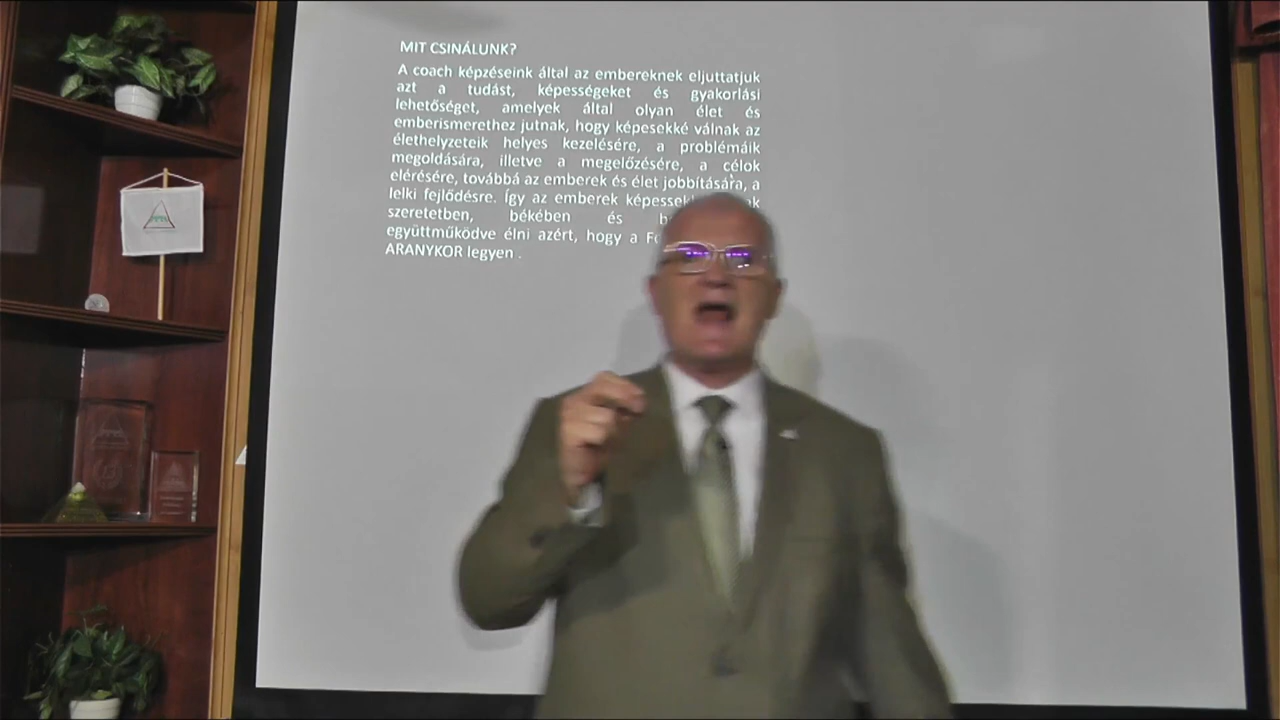 MIT CSINÁLUNK?
A coach képzéseink által az embereknek eljuttatjuk
azt a tudást, képességeket és gyakorlási
lehetőséget, amelyek által olyan élet és
emberismerethez jutnak, hogy képesekké válnak az
élethelyzeteik helyes kezelésére, a problémáik
megoldására, illetve a megelőzésére, a célok
elérésére, továbbá az emberek és élet jobbítására, a
lelki fejlődésre. Így az emberek
szeretetben, békében és
együttműködve élni azért, hogy a
ARANYKOR legyen .